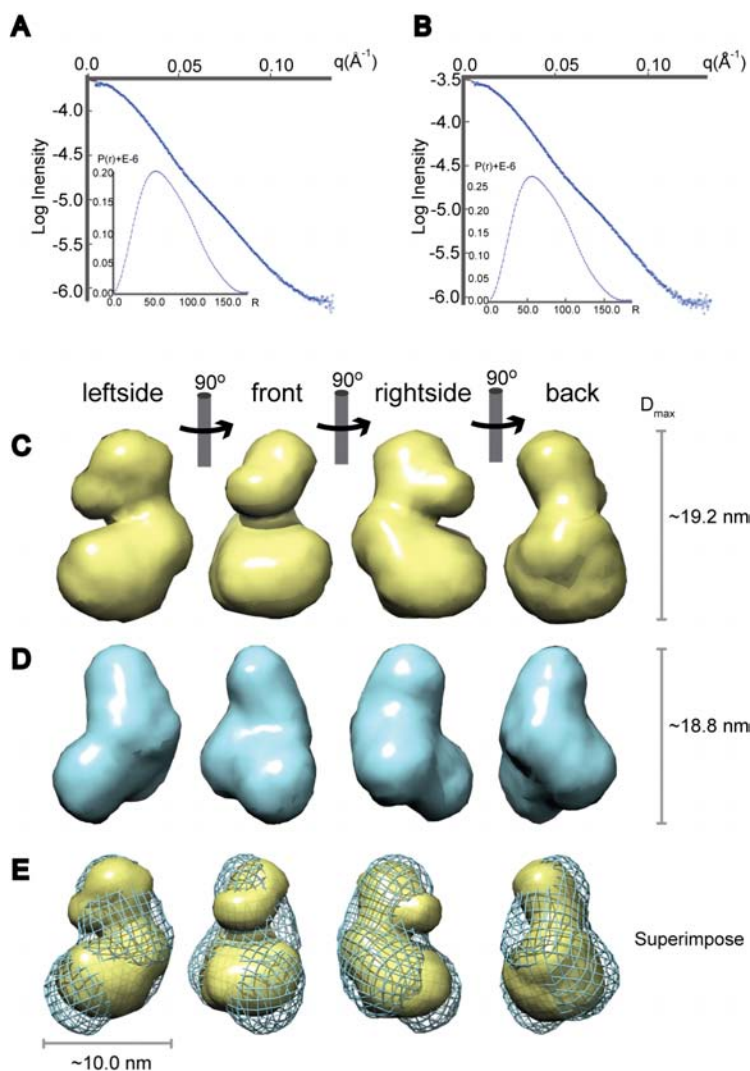 A
B
0.0 0.05 0.10 q(Å⁻¹)
0.0 0.05 0.10 q(Å⁻¹)
-4.0
-4.5
-5.0
-5.5
-6.0
Log Inensity
P(r)+E-6
0.20
0.15
0.10
0.05
0.00
0.0 50.0 100.0 150.0 R
-3.5
-4.0
-4.5
-5.0
-5.5
-6.0
Log Inensity
P(r)+E-6
0.25
0.20
0.15
0.10
0.05
0.00
0.0 50.0 100.0 150.0 R
leftside 90° front 90° rightside 90° back
Dmax
C
~19.2 nm
D
~18.8 nm
E
Superimpose
~10.0 nm